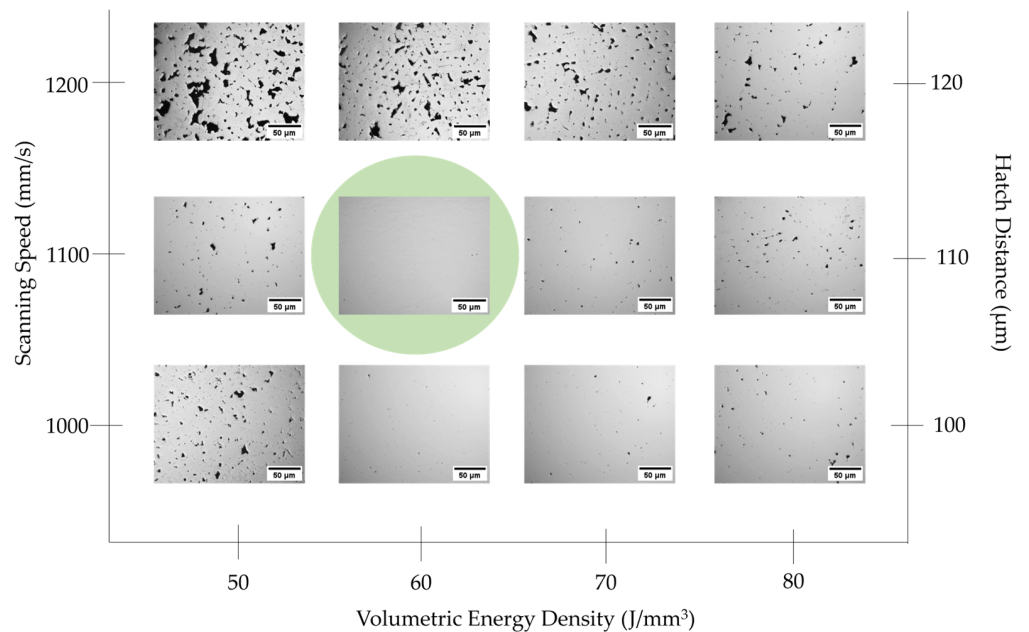 1200
50 µm
50 µm
50 µm
50 µm
120
Scanning Speed (mm/s)
1100
50 µm
50 µm
50 µm
50 µm
110
Hatch Distance (µm)
1000
50 µm
50 µm
50 µm
50 µm
100
50
60
70
80
Volumetric Energy Density (J/mm³)